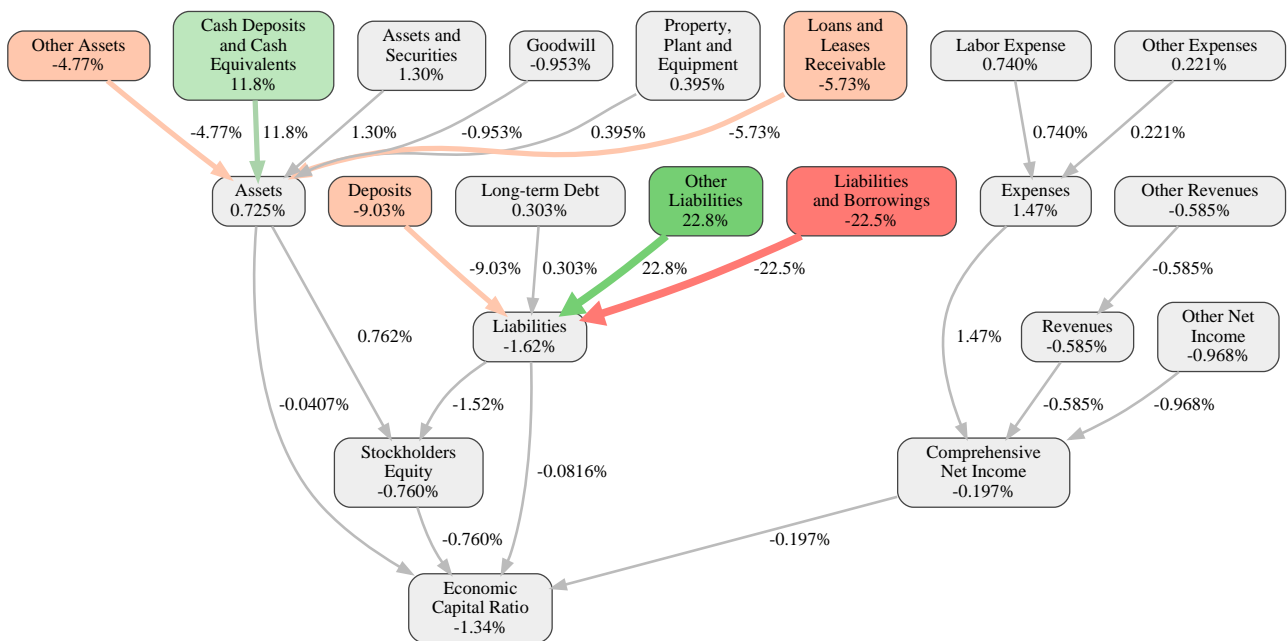 Other Assets
-4.77%
Cash Deposits
and Cash
Equivalents
11.8%
Assets and
Securities
1.30%
Goodwill
-0.953%
Property,
Plant and
Equipment
0.395%
Loans and
Leases
Receivable
-5.73%
Labor Expense
0.740%
Other Expenses
0.221%
-4.77%
11.8%
1.30%
-0.953%
0.395%
-5.73%
0.740%
0.221%
Assets
0.725%
Deposits
-9.03%
Long-term Debt
0.303%
Other
Liabilities
22.8%
Liabilities
and Borrowings
-22.5%
Expenses
1.47%
Other Revenues
-0.585%
-9.03%
0.303%
22.8%
-22.5%
-0.585%
0.762%
Liabilities
-1.62%
1.47%
Revenues
-0.585%
Other Net
Income
-0.968%
-0.0407%
-1.52%
-0.585%
-0.968%
Stockholders
Equity
-0.760%
-0.0816%
Comprehensive
Net Income
-0.197%
-0.760%
-0.197%
Economic
Capital Ratio
-1.34%